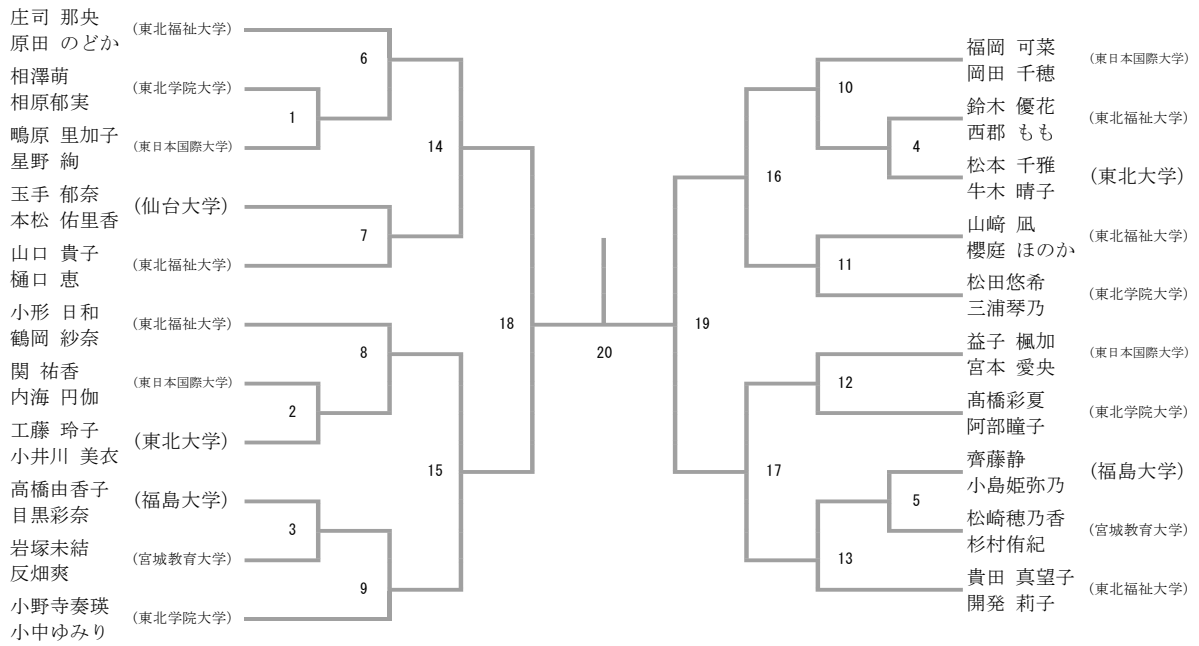 庄司 那央
原田 のどか
(東北福祉大学)
相澤萌
相原郁実
(東北学院大学)
鴫原 里加子
星野 絢
(東日本国際大学)
玉手 郁奈
本松 佑里香
(仙台大学)
山口 貴子
樋口 恵
(東北福祉大学)
小形 日和
鶴岡 紗奈
(東北福祉大学)
関 祐香
内海 円伽
(東日本国際大学)
工藤 玲子
小井川 美衣
(東北大学)
高橋由香子
目黒彩奈
(福島大学)
岩塚未結
反畑爽
(宮城教育大学)
小野寺奏瑛
小中ゆみり
(東北学院大学)
6
1
14
7
18
8
2
15
3
9
20
10
4
16
11
19
12
17
5
13
福岡 可菜
岡田 千穂
(東日本国際大学)
鈴木 優花
西郡 もも
(東北福祉大学)
松本 千雅
牛木 晴子
(東北大学)
山﨑 凪
櫻庭 ほのか
(東北福祉大学)
松田悠希
三浦琴乃
(東北学院大学)
益子 楓加
宮本 愛央
(東日本国際大学)
髙橋彩夏
阿部瞳子
(東北学院大学)
齊藤静
小島姫弥乃
(福島大学)
松崎穂乃香
杉村侑紀
(宮城教育大学)
貴田 真望子
開発 莉子
(東北福祉大学)